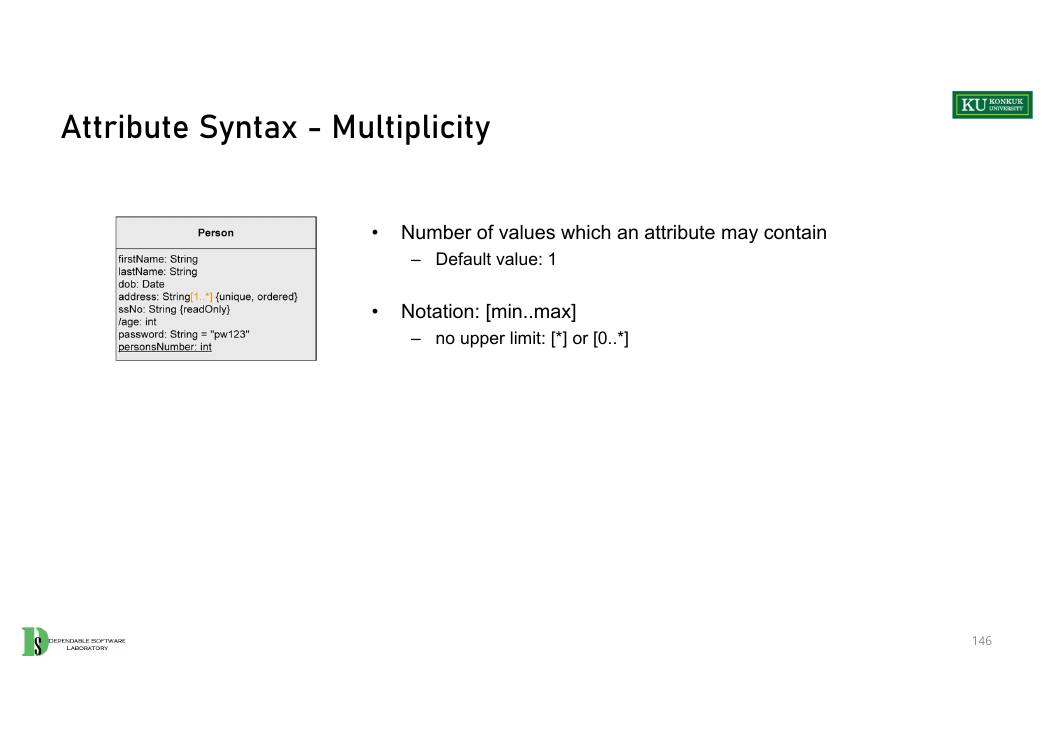 KU KONKUK
UNIVERSITY
Attribute Syntax - Multiplicity
Person
firstName: String
lastName: String
dob: Date
address: String[1..*] {unique, ordered}
ssNo: String {readOnly}
/age: int
password: String = "pw123"
personsNumber: int
• Number of values which an attribute may contain
– Default value: 1
• Notation: [min..max]
– no upper limit: [*] or [0..*]
DS DEPENDABLE SOFTWARE
LABORATORY
146